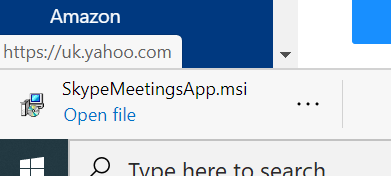 Amazon
https://uk.yahoo.com
SkypeMeetingsApp.msi
Open file
Type here to search